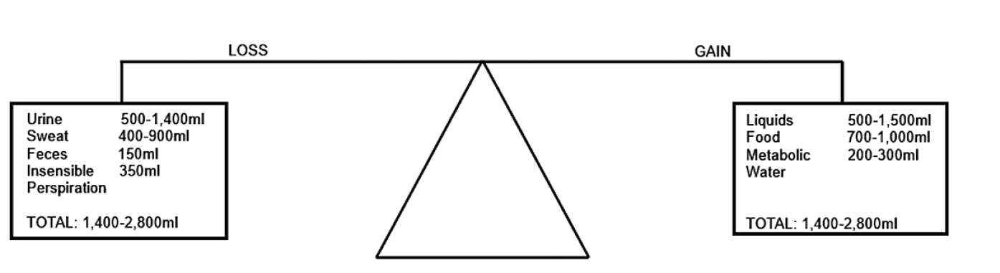 LOSS
GAIN
Urine 500-1,400ml
Sweat 400-900ml
Feces 150ml
Insensible 350ml
Perspiration
TOTAL: 1,400-2,800ml
Liquids 500-1,500ml
Food 700-1,000ml
Metabolic 200-300ml
Water
TOTAL: 1,400-2,800ml